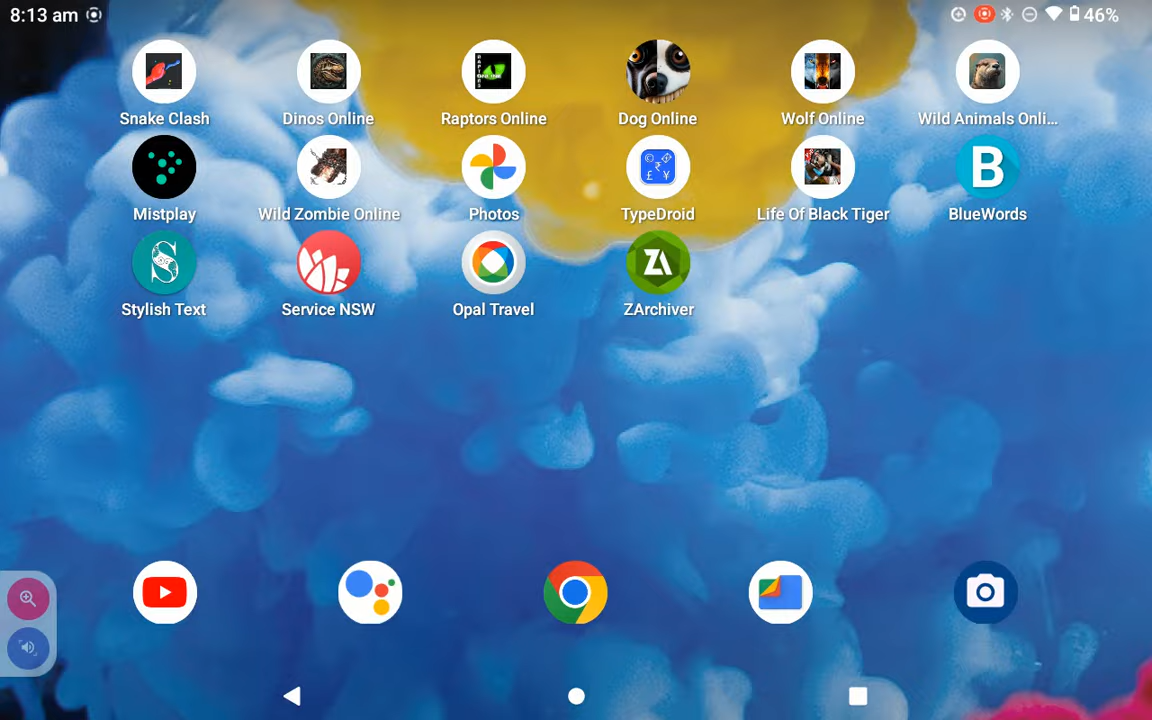 8:13 am
46%
Snake Clash
Dinos Online
Raptors Online
Dog Online
Wolf Online
Wild Animals Onli...
Mistplay
Wild Zombie Online
Photos
TypeDroid
Life Of Black Tiger
BlueWords
Stylish Text
Service NSW
Opal Travel
ZArchiver